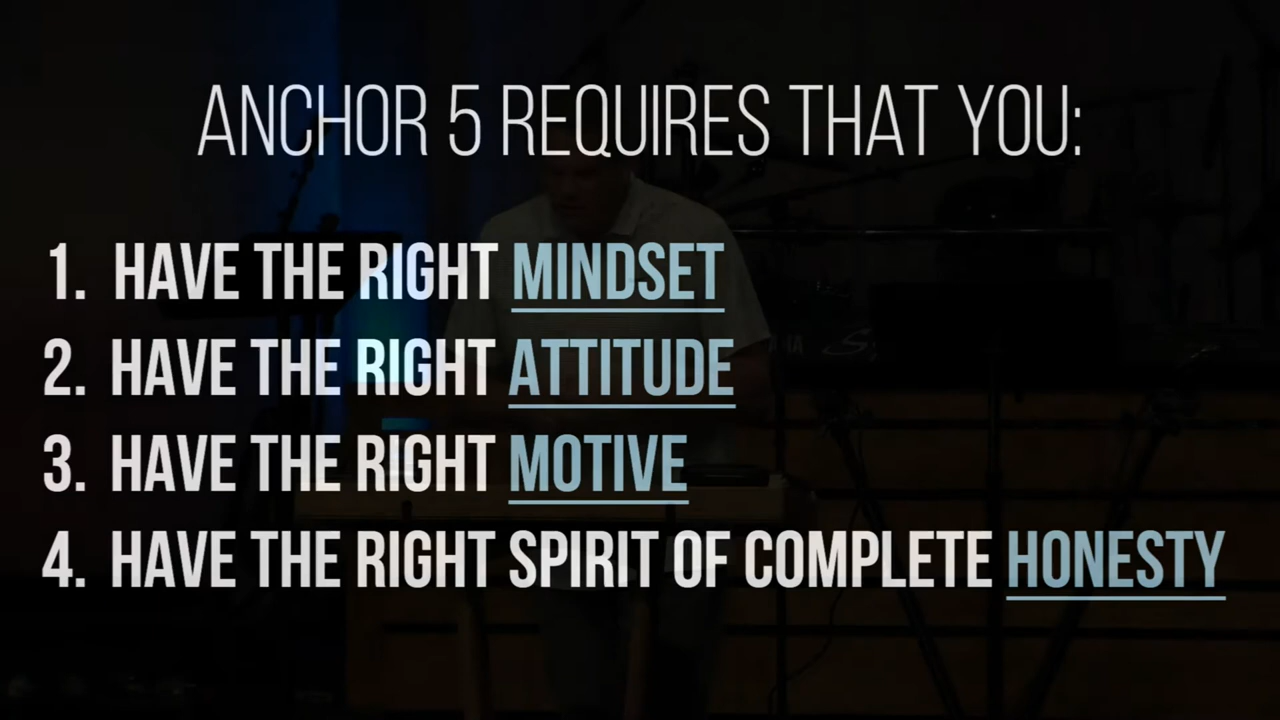 ANCHOR 5 REQUIRES THAT YOU:
1. HAVE THE RIGHT MINDSET
2. HAVE THE RIGHT ATTITUDE
3. HAVE THE RIGHT MOTIVE
4. HAVE THE RIGHT SPIRIT OF COMPLETE HONESTY